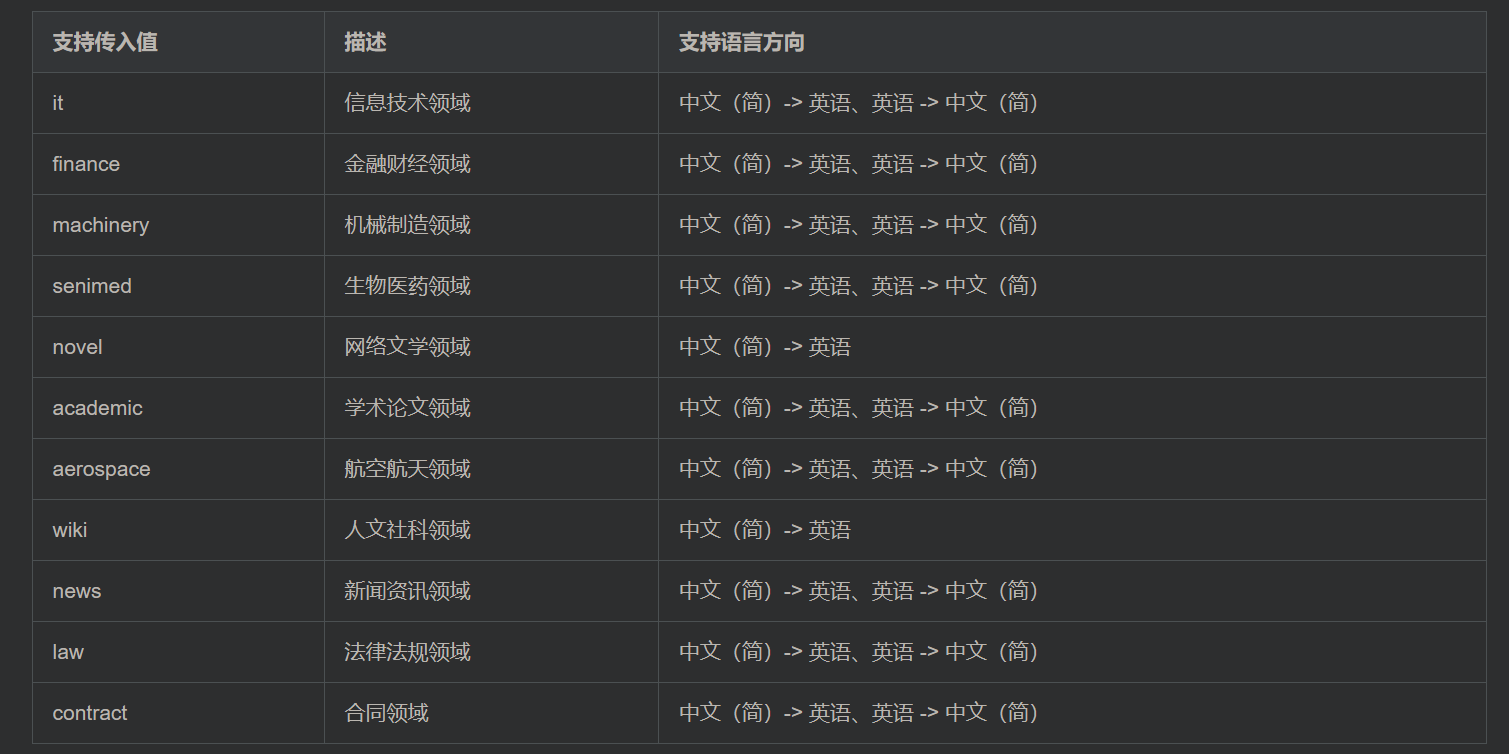 支持传入值 描述 支持语言方向
it 信息技术领域 中文（简）-> 英语、英语 -> 中文（简）
finance 金融财经领域 中文（简）-> 英语、英语 -> 中文（简）
machinery 机械制造领域 中文（简）-> 英语、英语 -> 中文（简）
senimed 生物医药领域 中文（简）-> 英语、英语 -> 中文（简）
novel 网络文学领域 中文（简）-> 英语
academic 学术论文领域 中文（简）-> 英语、英语 -> 中文（简）
aerospace 航空航天领域 中文（简）-> 英语、英语 -> 中文（简）
wiki 人文社科领域 中文（简）-> 英语
news 新闻资讯领域 中文（简）-> 英语、英语 -> 中文（简）
law 法律法规领域 中文（简）-> 英语、英语 -> 中文（简）
contract 合同领域 中文（简）-> 英语、英语 -> 中文（简）